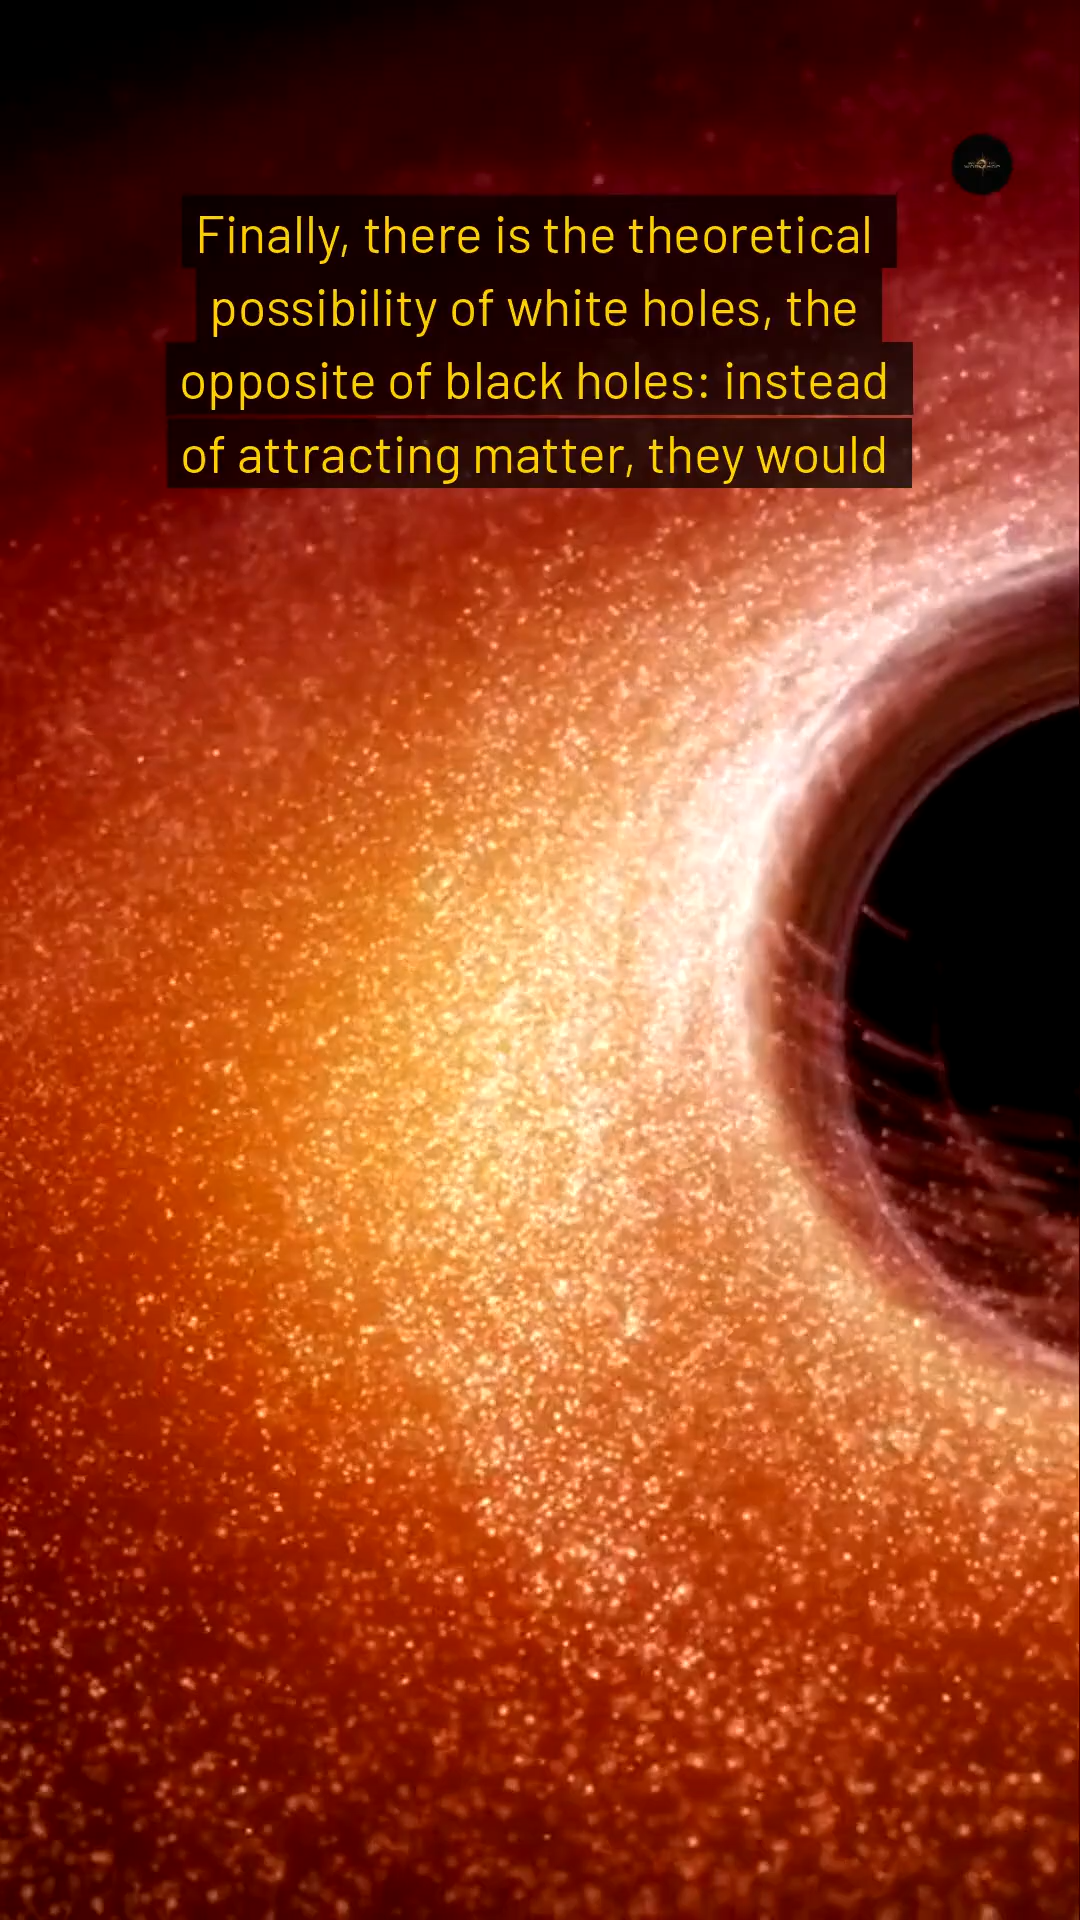 Finally, there is the theoretical
possibility of white holes, the
opposite of black holes: instead
of attracting matter, they would